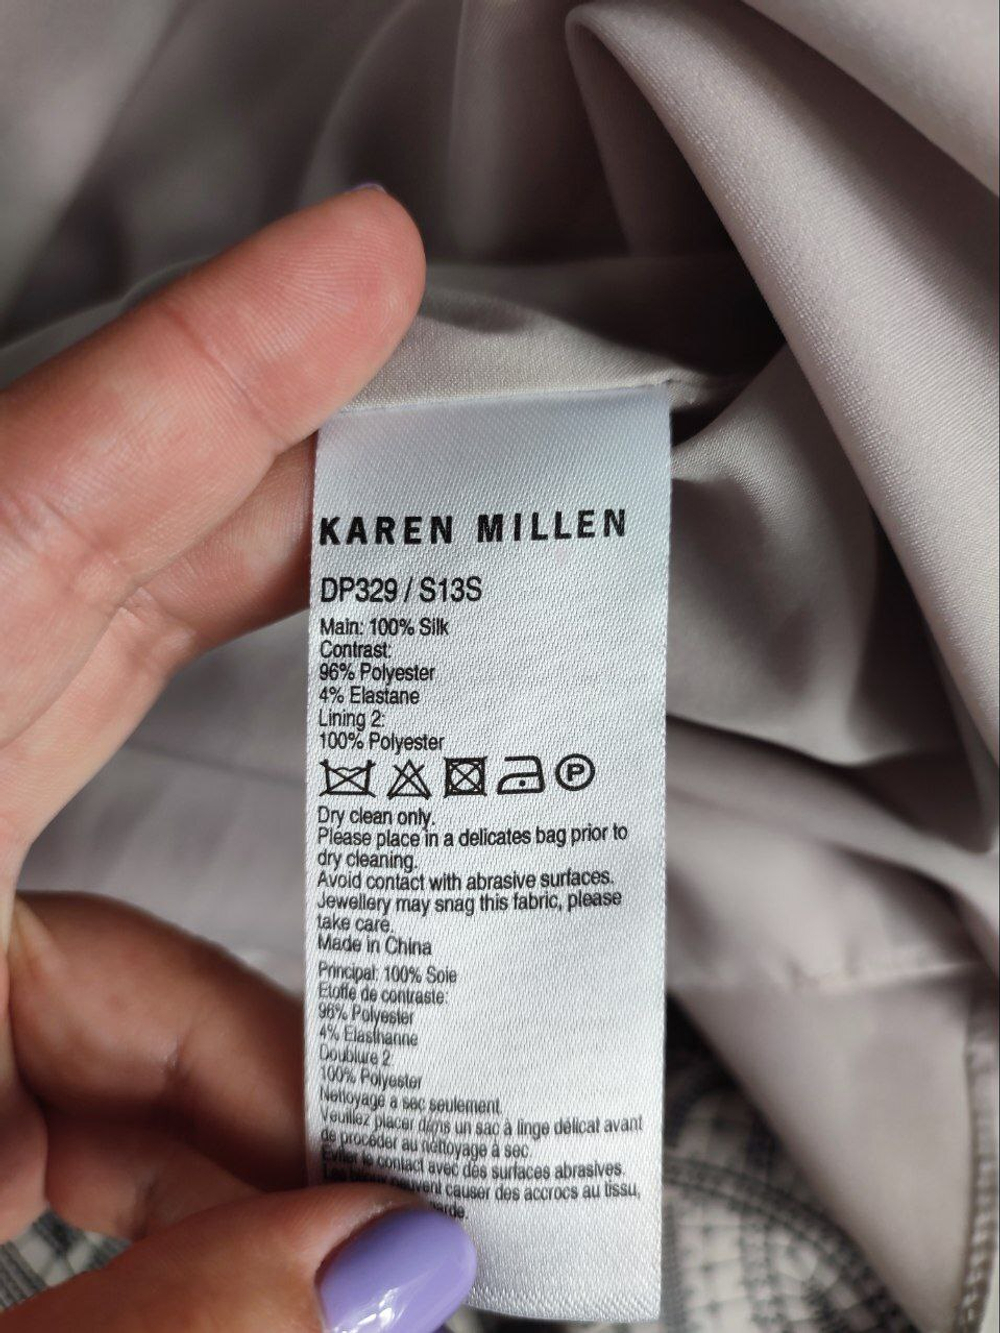 KAREN MILLEN
DP329 / S13S
Main: 100% Silk
Contrast:
96% Polyester
4% Elastane
Lining 2:
100% Polyester
P
Dry clean only.
Please place in a delicates bag prior to
dry cleaning.
Avoid contact with abrasive surfaces.
Jewellery may snag this fabric, please
take care.
Made in China
Principal: 100% Soie
Etoffe de contraste:
96% Polyester
4% Elasthanne
Doublure 2:
100% Polyester
Nettoyage a sec seulement.
Veuillez placer dans un sac à linge délicat avant
de procéder au nettoyage à sec.
Eviter le contact avec des surfaces abrasives.
causer des accrocs au tissu,